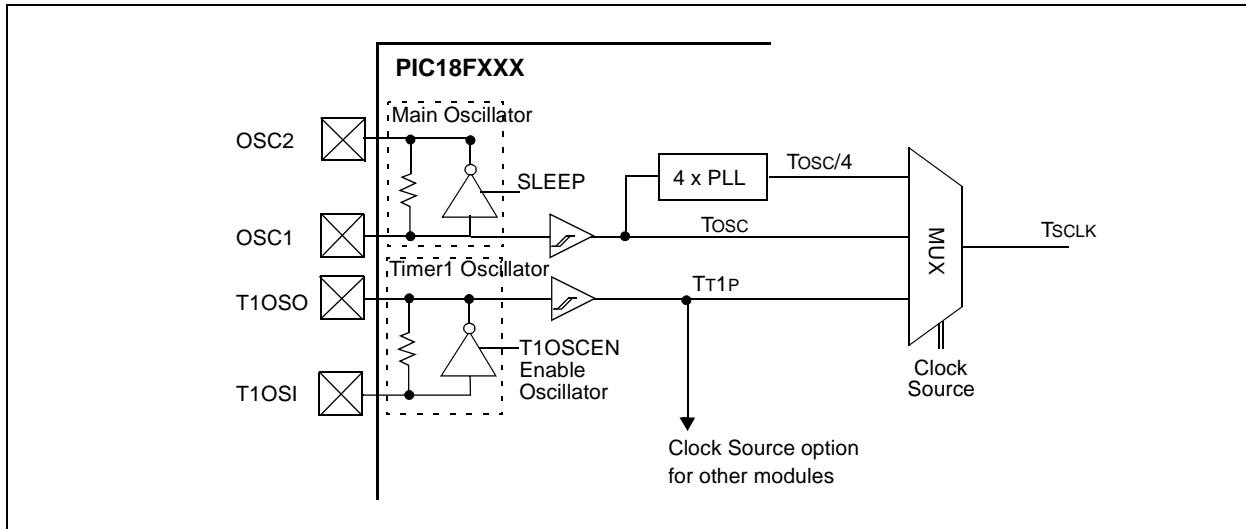 PIC18FXXX
Main Oscillator
OSC2
SLEEP
4 x PLL
TOSC/4
OSC1
TOSC
MUX
TSCLK
Timer1 Oscillator
T1OSO
TT1P
T1OSCEN
Enable
Oscillator
T1OSI
Clock
Source
Clock Source option
for other modules